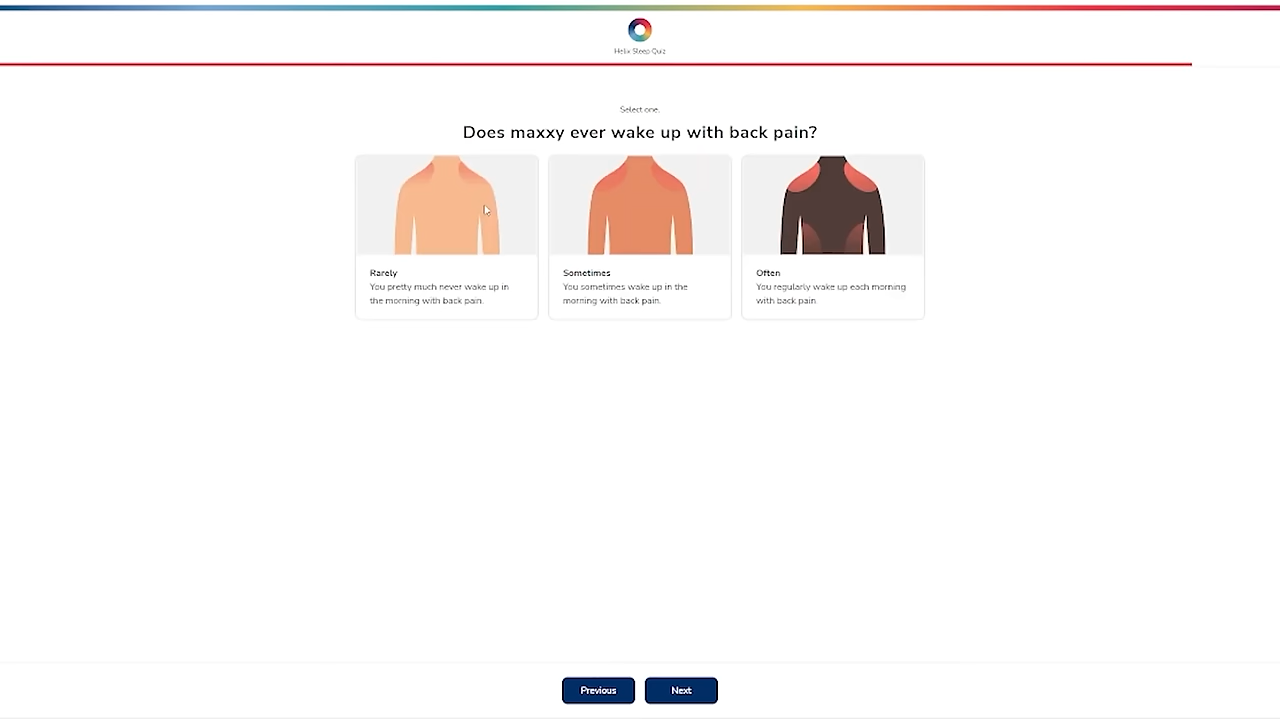 Helix Sleep Quiz
Select one.
Does maxxy ever wake up with back pain?
Rarely
You pretty much never wake up in
the morning with back pain.
Sometimes
You sometimes wake up in the
morning with back pain.
Often
You regularly wake up each morning
with back pain.
Previous
Next